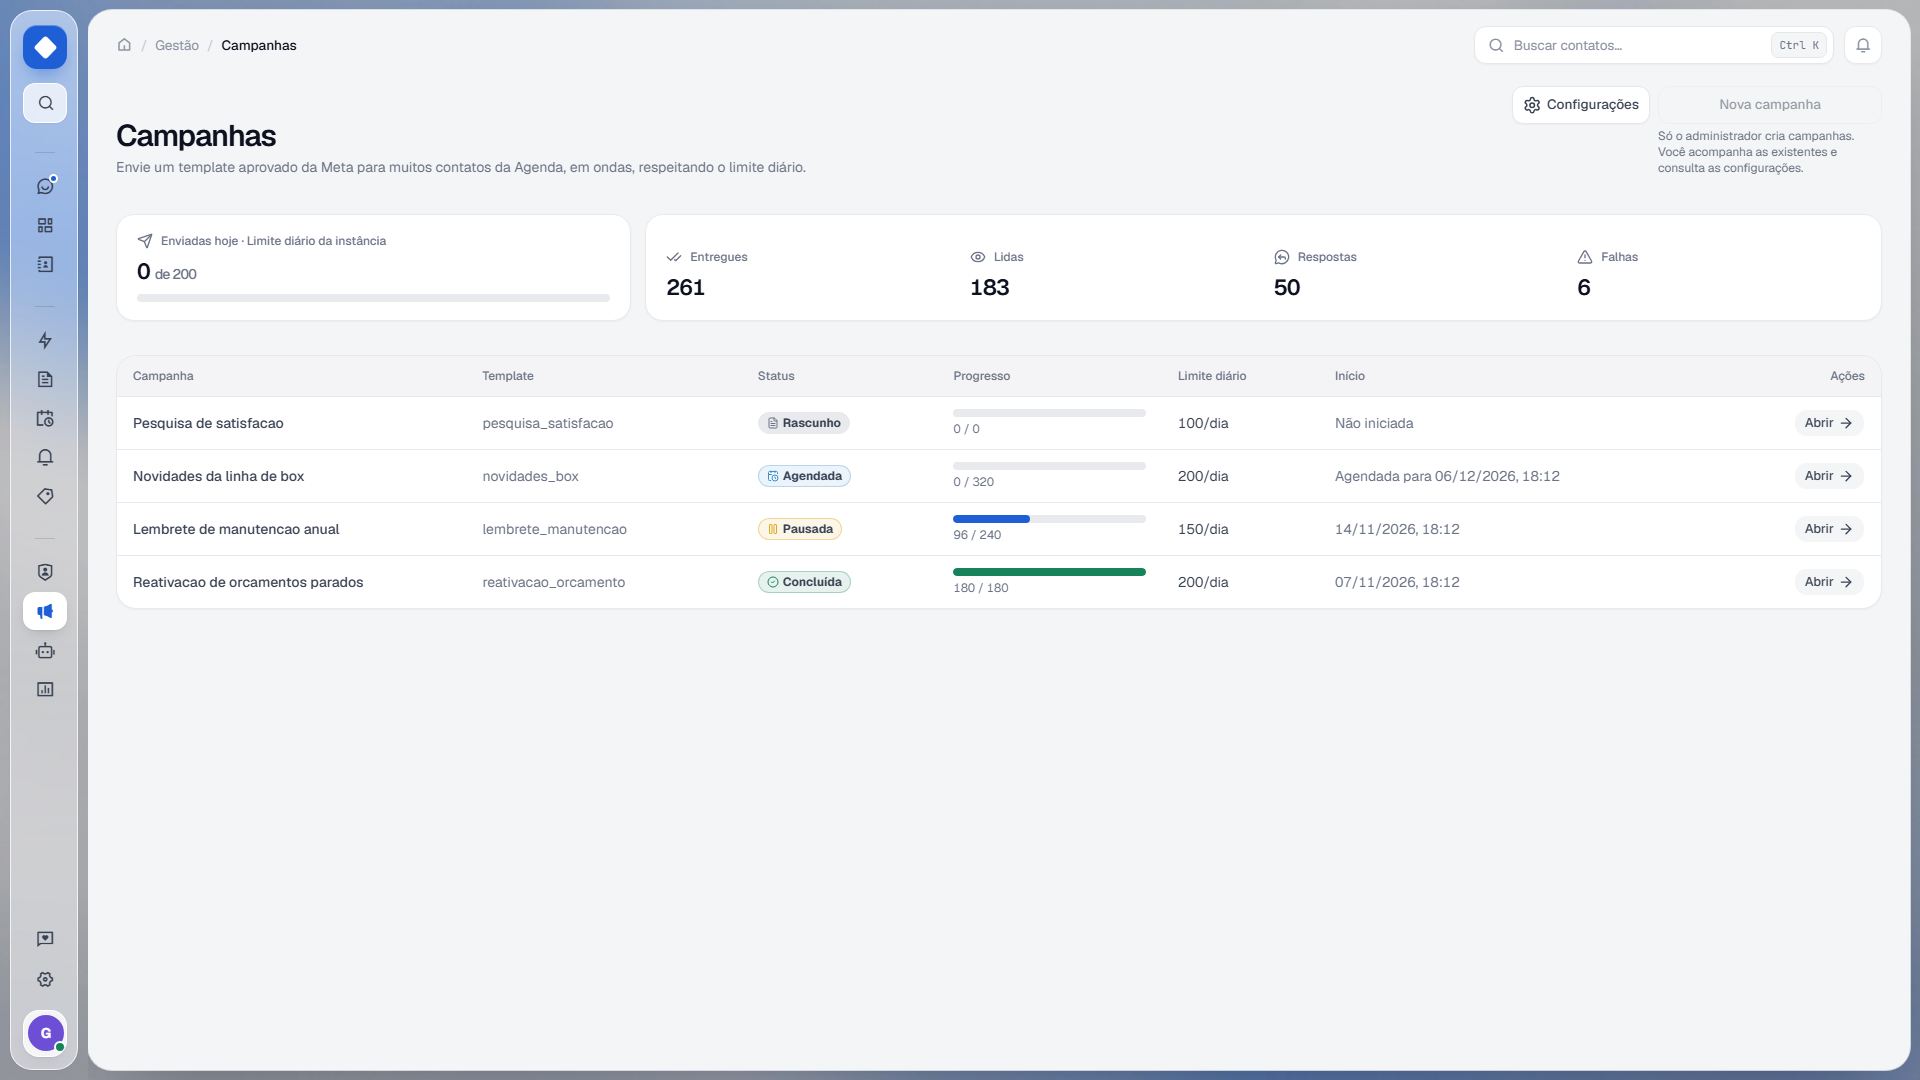 / Gestão / Campanhas
Buscar contatos... Ctrl K
Configurações
Nova campanha
Campanhas
Envie um template aprovado da Meta para muitos contatos da Agenda, em ondas, respeitando o limite diário.
Só o administrador cria campanhas.
Você acompanha as existentes e
consulta as configurações.
Enviadas hoje · Limite diário da instância
0 de 200
Entregues
261
Lidas
183
Respostas
50
Falhas
6
Campanha Template Status Progresso Limite diário Início Ações
Pesquisa de satisfacao pesquisa_satisfacao Rascunho 0 / 0 100/dia Não iniciada Abrir
Novidades da linha de box novidades_box Agendada 0 / 320 200/dia Agendada para 06/12/2026, 18:12 Abrir
Lembrete de manutencao anual lembrete_manutencao Pausada 96 / 240 150/dia 14/11/2026, 18:12 Abrir
Reativacao de orcamentos parados reativacao_orcamento Concluída 180 / 180 200/dia 07/11/2026, 18:12 Abrir
G